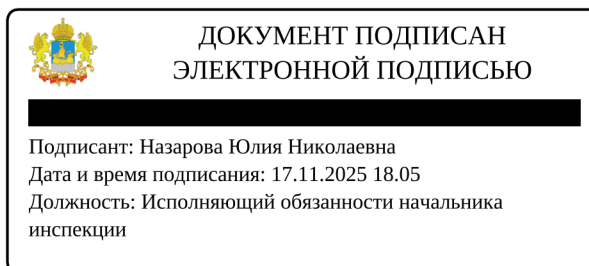 ДОКУМЕНТ ПОДПИСАН
ЭЛЕКТРОННОЙ ПОДПИСЬЮ
Подписант: Назарова Юлия Николаевна
Дата и время подписания: 17.11.2025 18.05
Должность: Исполняющий обязанности начальника
инспекции